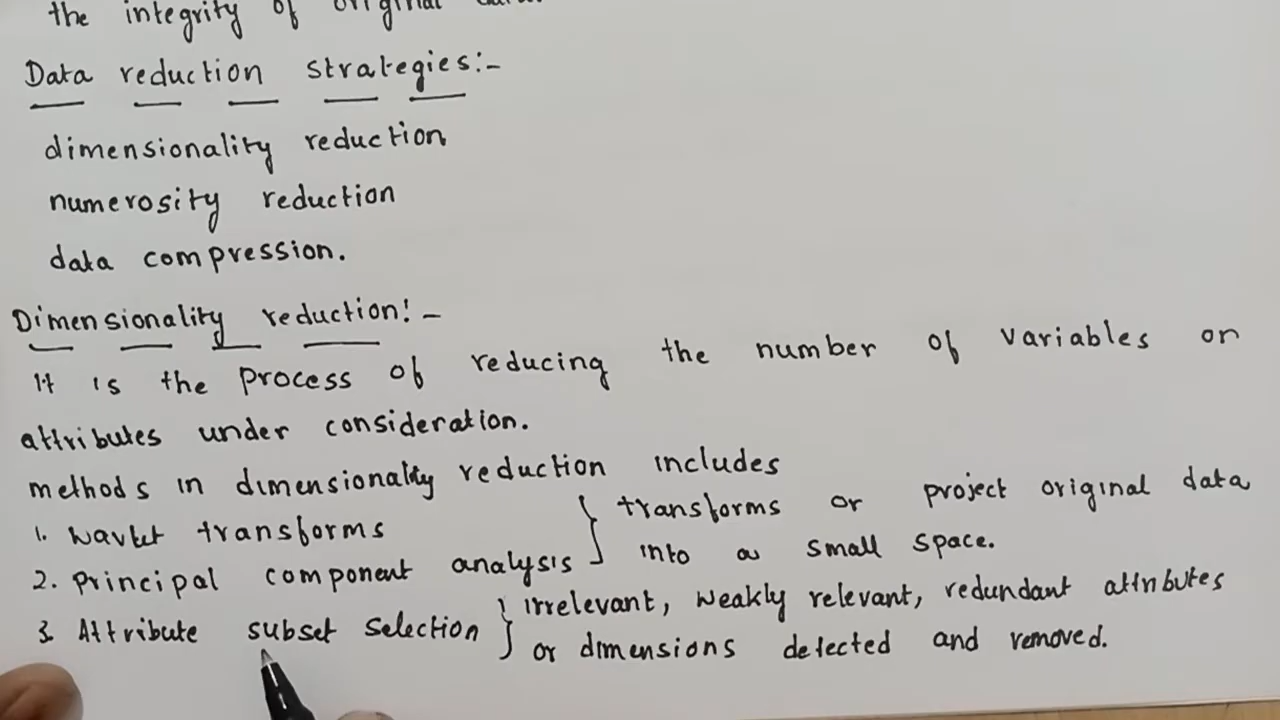 the integrity of original
Data reduction strategies:-
dimensionality reduction
numerosity reduction
data compression.
Dimensionality reduction:-
It is the process of reducing the number of variables or
attributes under consideration.
methods in dimensionality reduction includes
1. Wavlet transforms } transforms or project original data
2. Principal component analysis } into a small space.
3. Attribute subset selection } irrelevant, weakly relevant, redundant attributes
or dimensions detected and removed.